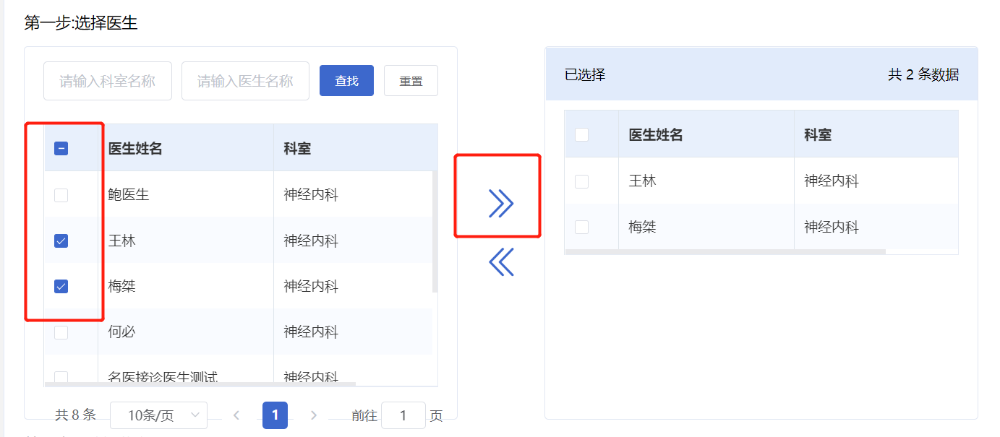 第一步:选择医生
请输入科室名称 请输入医生名称 查找 重置
医生姓名 科室
鲍医生 神经内科
王林 神经内科
梅桀 神经内科
何必 神经内科
名医接诊医生测试 神经内科
共 8 条 10条/页 1 前往 1 页
已选择 共 2 条数据
医生姓名 科室
王林 神经内科
梅桀 神经内科